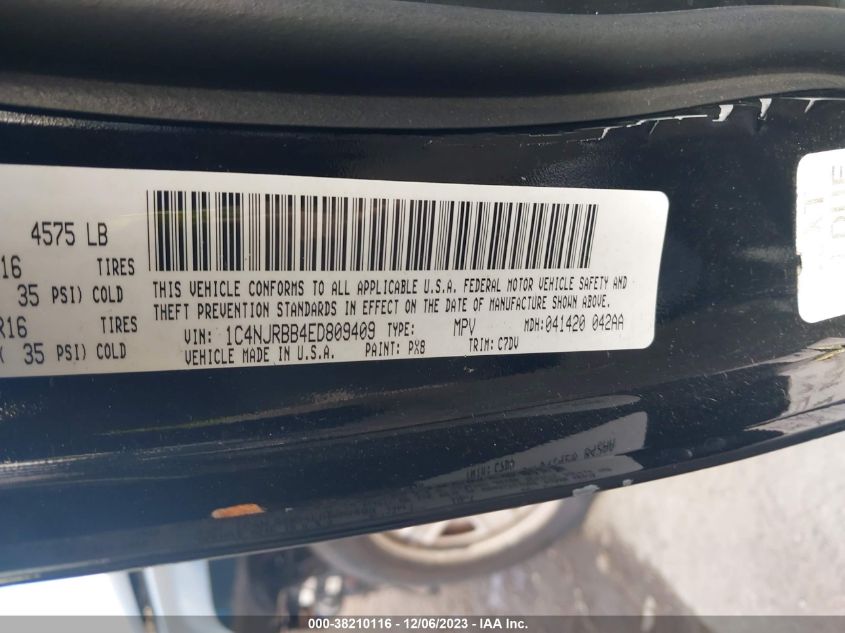 4575 LB
16 TIRES
35 PSI) COLD
R16 TIRES
( 35 PSI) COLD
THIS VEHICLE CONFORMS TO ALL APPLICABLE U.S.A. FEDERAL MOTOR VEHICLE SAFETY AND
THEFT PREVENTION STANDARDS IN EFFECT ON THE DATE OF MANUFACTURE SHOWN ABOVE.
VIN: 1C4NJRBB4ED809409 TYPE: MPV MDH: 041420 042AA
VEHICLE MADE IN U.S.A. PAINT: PX8 TRIM: C7DV
000-38210116 - 12/06/2023 - IAA Inc.